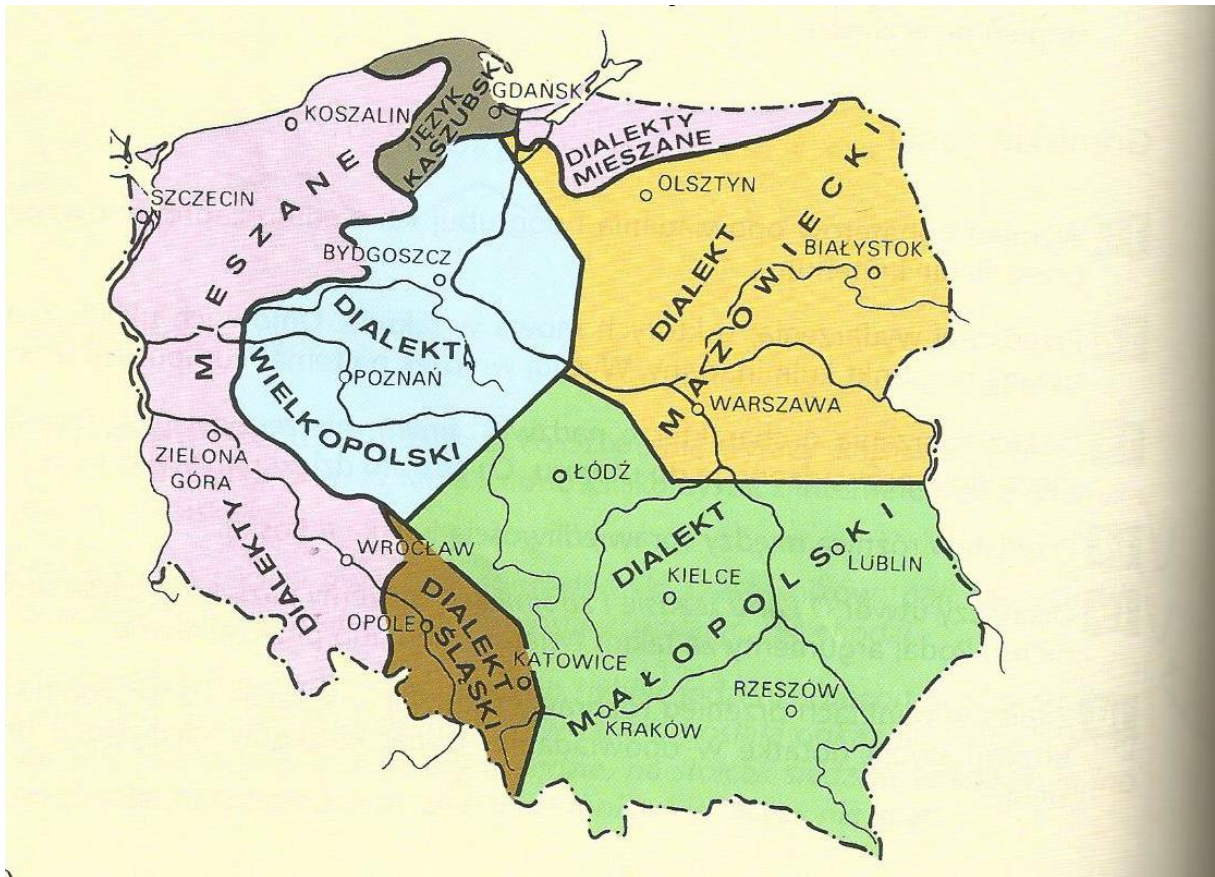 GDAŃSK
KOSZALIN
JĘZYK
KASZUBSKI
DIALEKTY
MIESZANE
OLSZTYN
SZCZECIN
DIALEKTY MIESZANE
BYDGOSZCZ
BIAŁYSTOK
DIALEKT
MAZOWIECKI
DIALEKT
WIELKOPOLSKI
POZNAŃ
WARSZAWA
ZIELONA
GÓRA
ŁÓDŹ
WROCŁAW
DIALEKT
MAŁOPOLSKI
LUBLIN
KIELCE
OPOLE
DIALEKT
ŚLĄSKI
KATOWICE
RZESZÓW
KRAKÓW